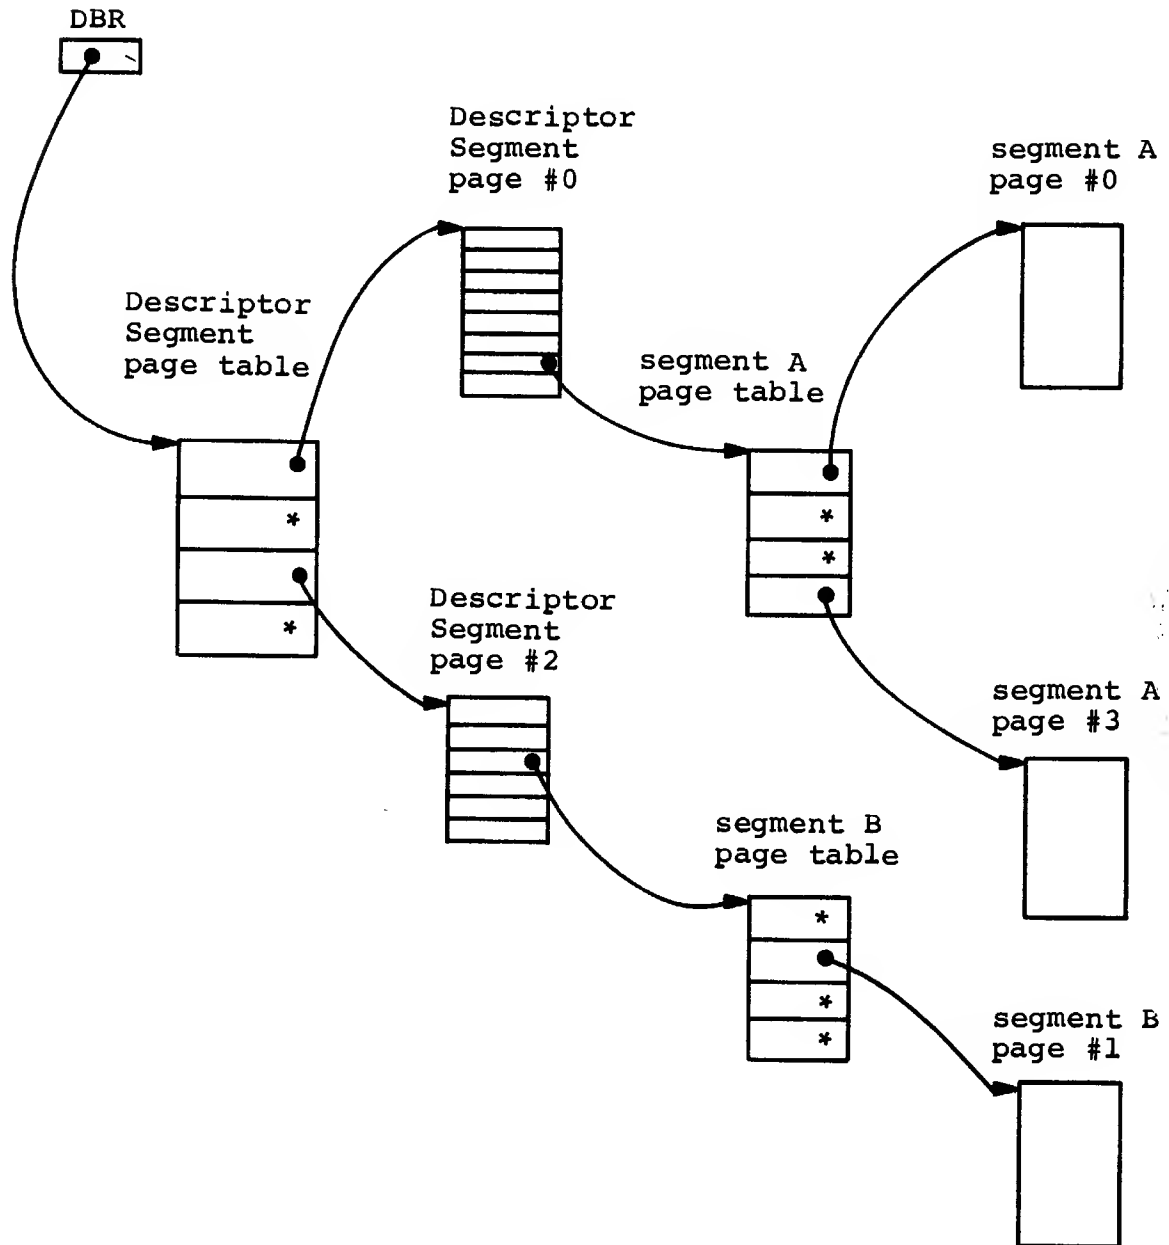 DBR
Descriptor
Segment
page #0
segment A
page #0
Descriptor
Segment
page table
segment A
page table
*
*
*
*
Descriptor
Segment
page #2
segment A
page #3
segment B
page table
*
*
*
segment B
page #1